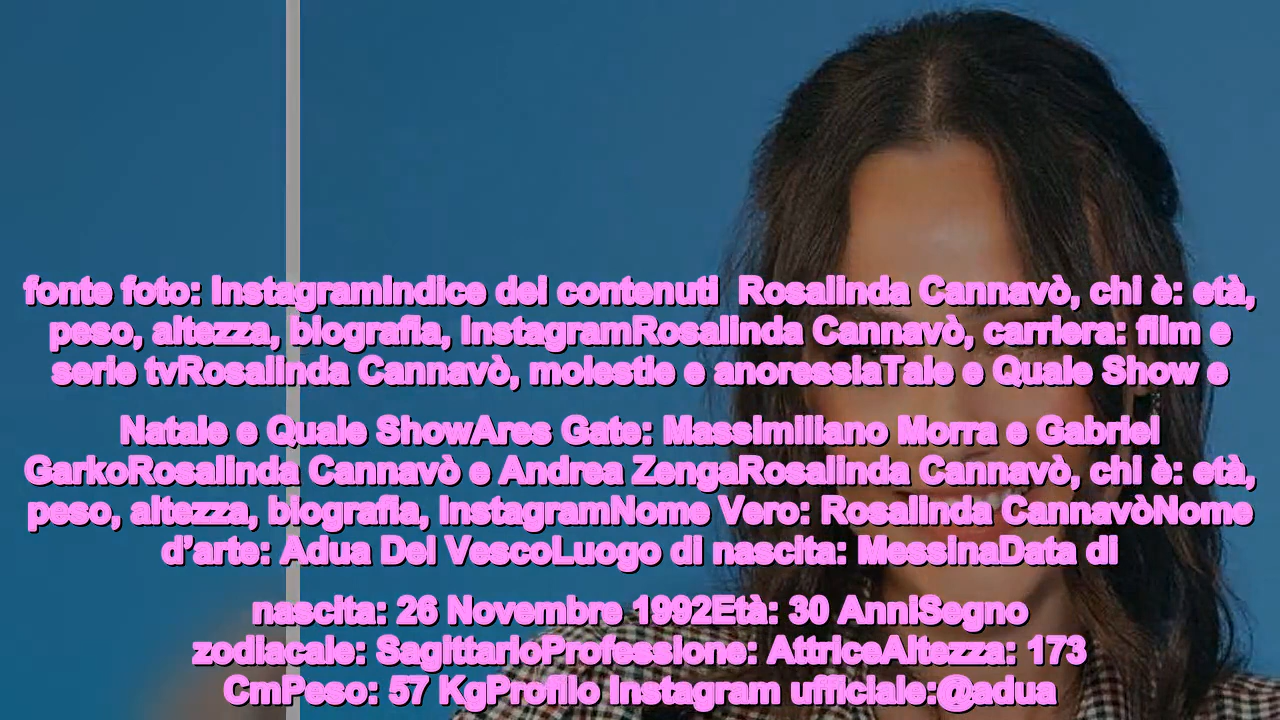 fonte foto: InstagramIndice dei contenuti  Rosalinda Cannavò, chi è: età,
peso, altezza, biografia, InstagramRosalinda Cannavò, carriera: film e
serie tvRosalinda Cannavò, molestie e anoressiaTale e Quale Show e
Natale e Quale ShowAres Gate: Massimiliano Morra e Gabriel
GarkoRosalinda Cannavò e Andrea ZengaRosalinda Cannavò, chi è: età,
peso, altezza, biografia, InstagramNome Vero: Rosalinda CannavòNome
d’arte: Adua Del VescoLuogo di nascita: MessinaData di
nascita: 26 Novembre 1992Età: 30 AnniSegno
zodiacale: SagittarioProfessione: AttriceAltezza: 173
CmPeso: 57 KgProfilo Instagram ufficiale:@adua